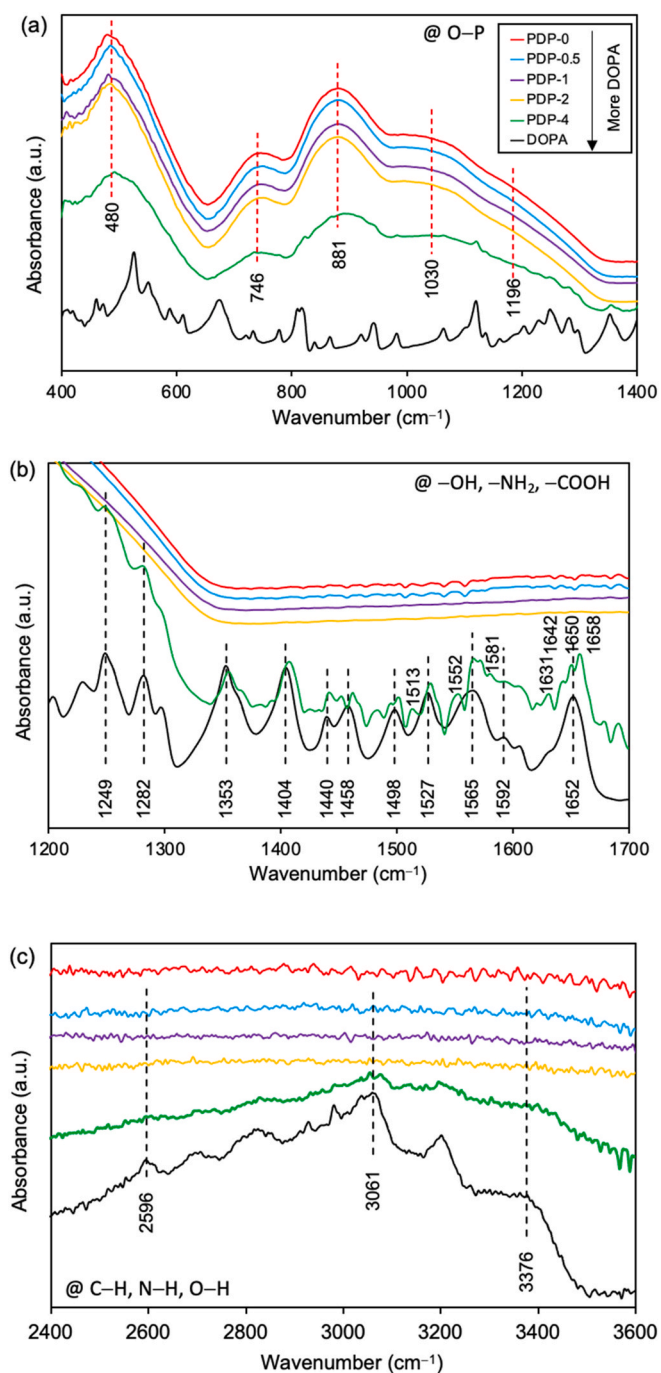 (a)
@ O–P
PDP-0
PDP-0.5
PDP-1
PDP-2
PDP-4
DOPA
More DOPA
480
746
881
1030
1196
Absorbance (a.u.)
400 600 800 1000 1200 1400
Wavenumber (cm⁻¹)
(b)
@ –OH, –NH₂, –COOH
1513
1552
1581
1631
1642
1650
1658
1249
1282
1353
1404
1440
1458
1498
1527
1565
1592
1652
Absorbance (a.u.)
1200 1300 1400 1500 1600 1700
Wavenumber (cm⁻¹)
(c)
2596
3061
3376
@ C–H, N–H, O–H
Absorbance (a.u.)
2400 2600 2800 3000 3200 3400 3600
Wavenumber (cm⁻¹)